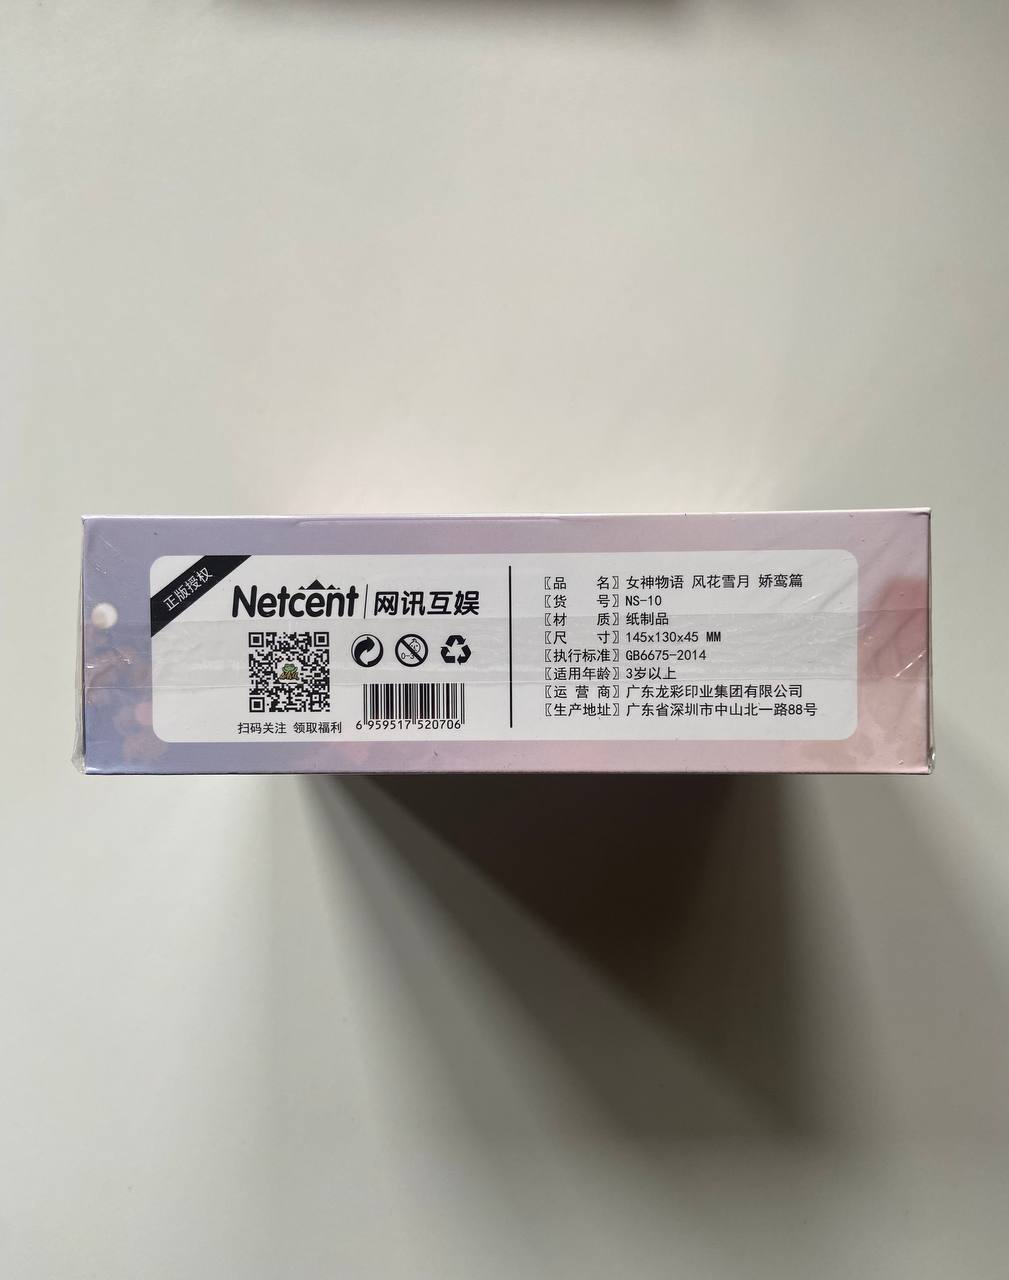 正版授权
Netcent 网讯互娱
0-3
扫码关注 领取福利
6 959517 520706
〖品 名〗女神物语 风花雪月 娇鸾篇
〖货 号〗NS-10
〖材 质〗纸制品
〖尺 寸〗145x130x45 MM
〖执行标准〗GB6675-2014
〖适用年龄〗3岁以上
〖运 营 商〗广东龙彩印业集团有限公司
〖生产地址〗广东省深圳市中山北一路88号